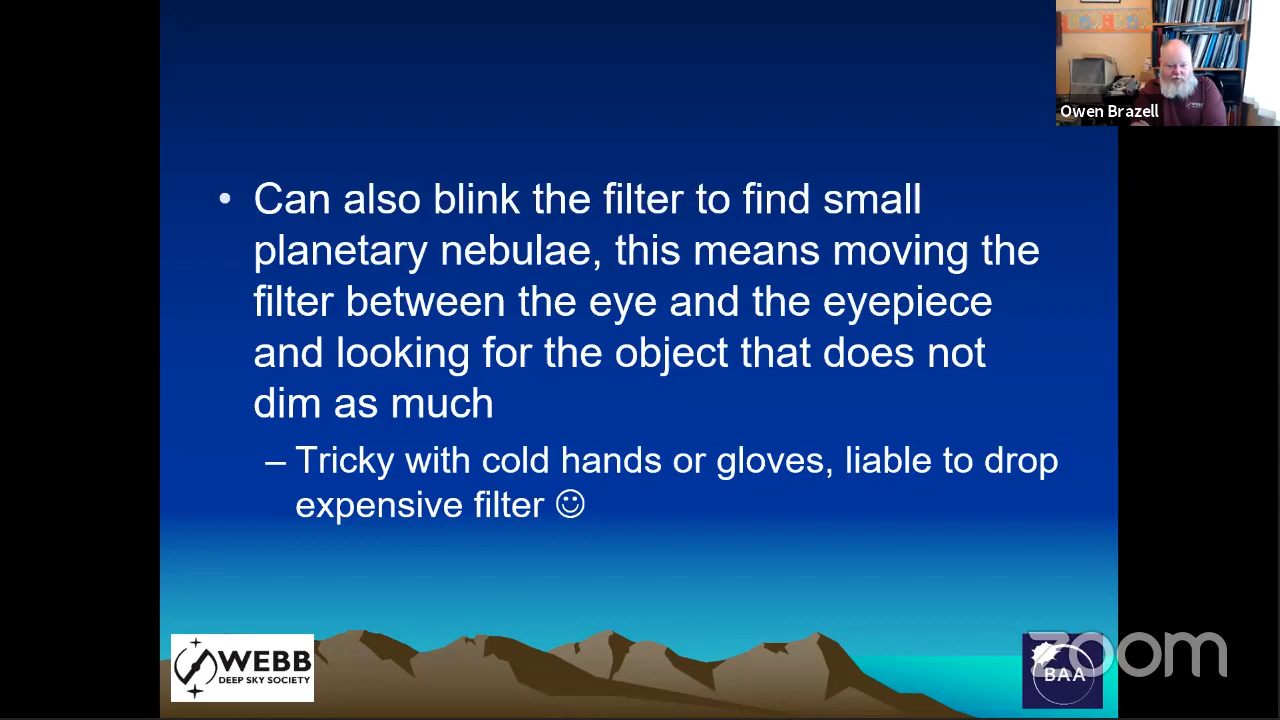 Owen Brazell
• Can also blink the filter to find small
planetary nebulae, this means moving the
filter between the eye and the eyepiece
and looking for the object that does not
dim as much
– Tricky with cold hands or gloves, liable to drop
expensive filter ☺
WEBB
DEEP SKY SOCIETY
zoom
BAA